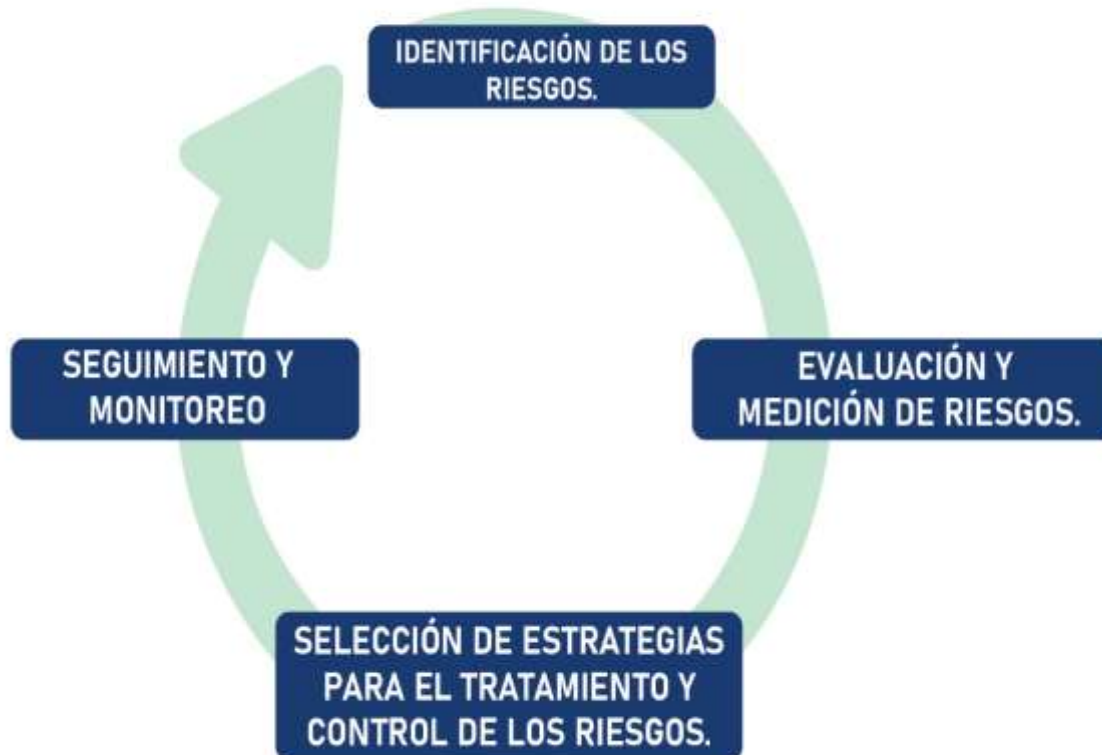 IDENTIFICACIÓN DE LOS
RIESGOS.
EVALUACIÓN Y
MEDICIÓN DE RIESGOS.
SELECCIÓN DE ESTRATEGIAS
PARA EL TRATAMIENTO Y
CONTROL DE LOS RIESGOS.
SEGUIMIENTO Y
MONITOREO